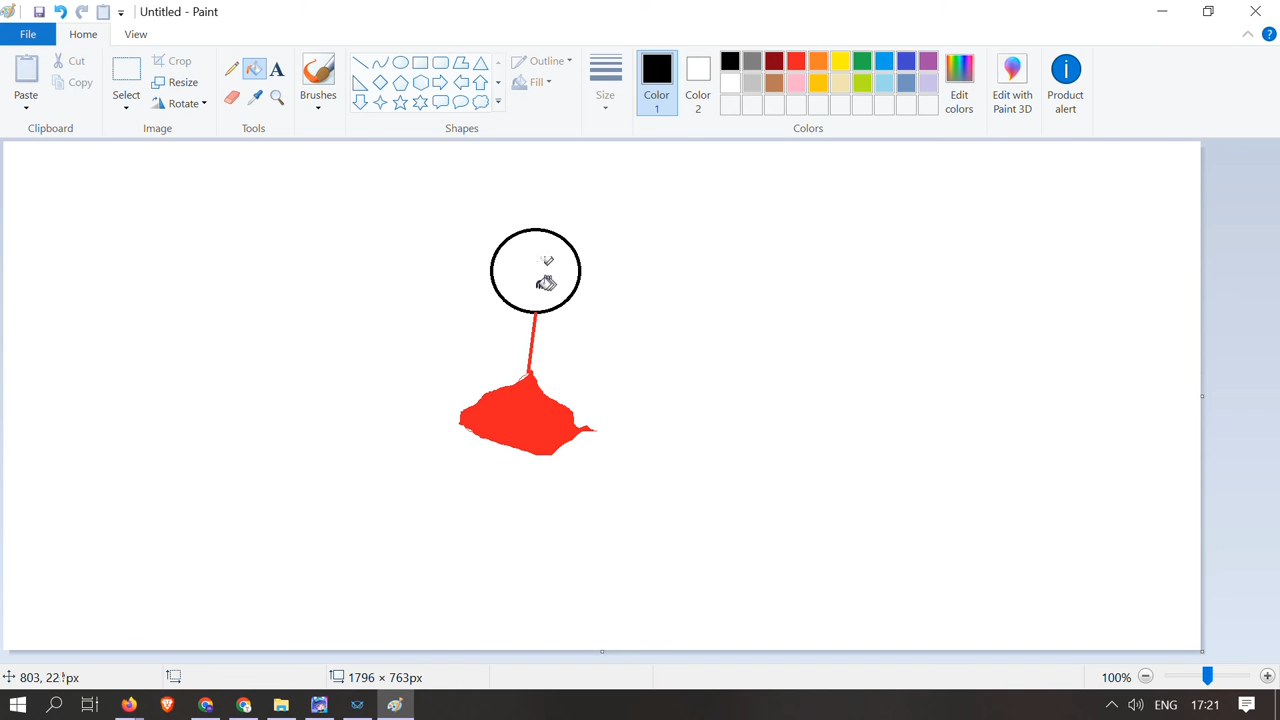 Untitled - Paint
File Home View
Paste
Cut
Copy
Clipboard
Select
Crop
Resize
Rotate
Image
A
Tools
Brushes
Outline
Fill
Shapes
Size
Color 1
Color 2
Edit colors
Colors
Edit with Paint 3D
Product alert
1796 × 763px
100%
ENG 17:21